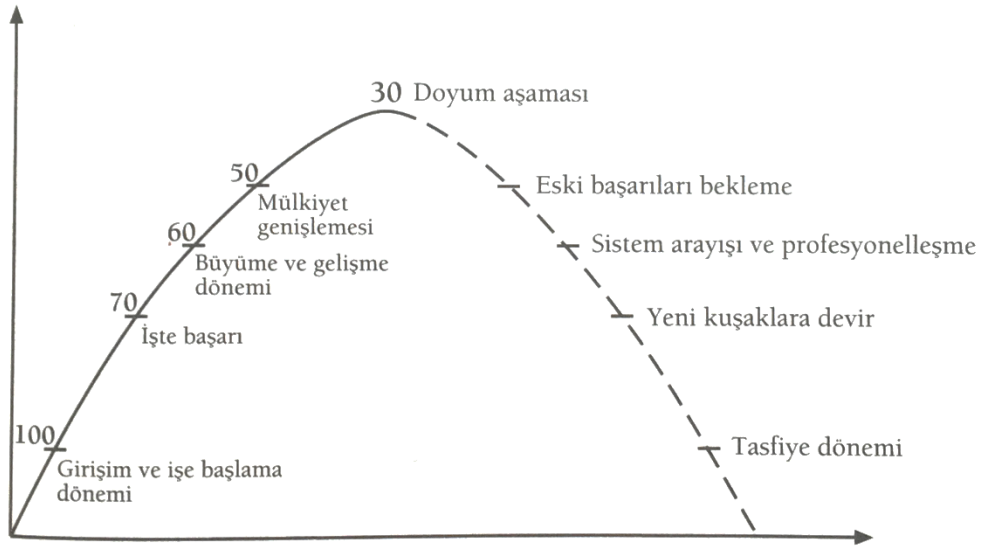 30 Doyum aşaması
50
Mülkiyet
genişlemesi
60
Büyüme ve gelişme
dönemi
70
İşte başarı
100
Girişim ve işe başlama
dönemi
Eski başarıları bekleme
Sistem arayışı ve profesyonelleşme
Yeni kuşaklara devir
Tasfiye dönemi